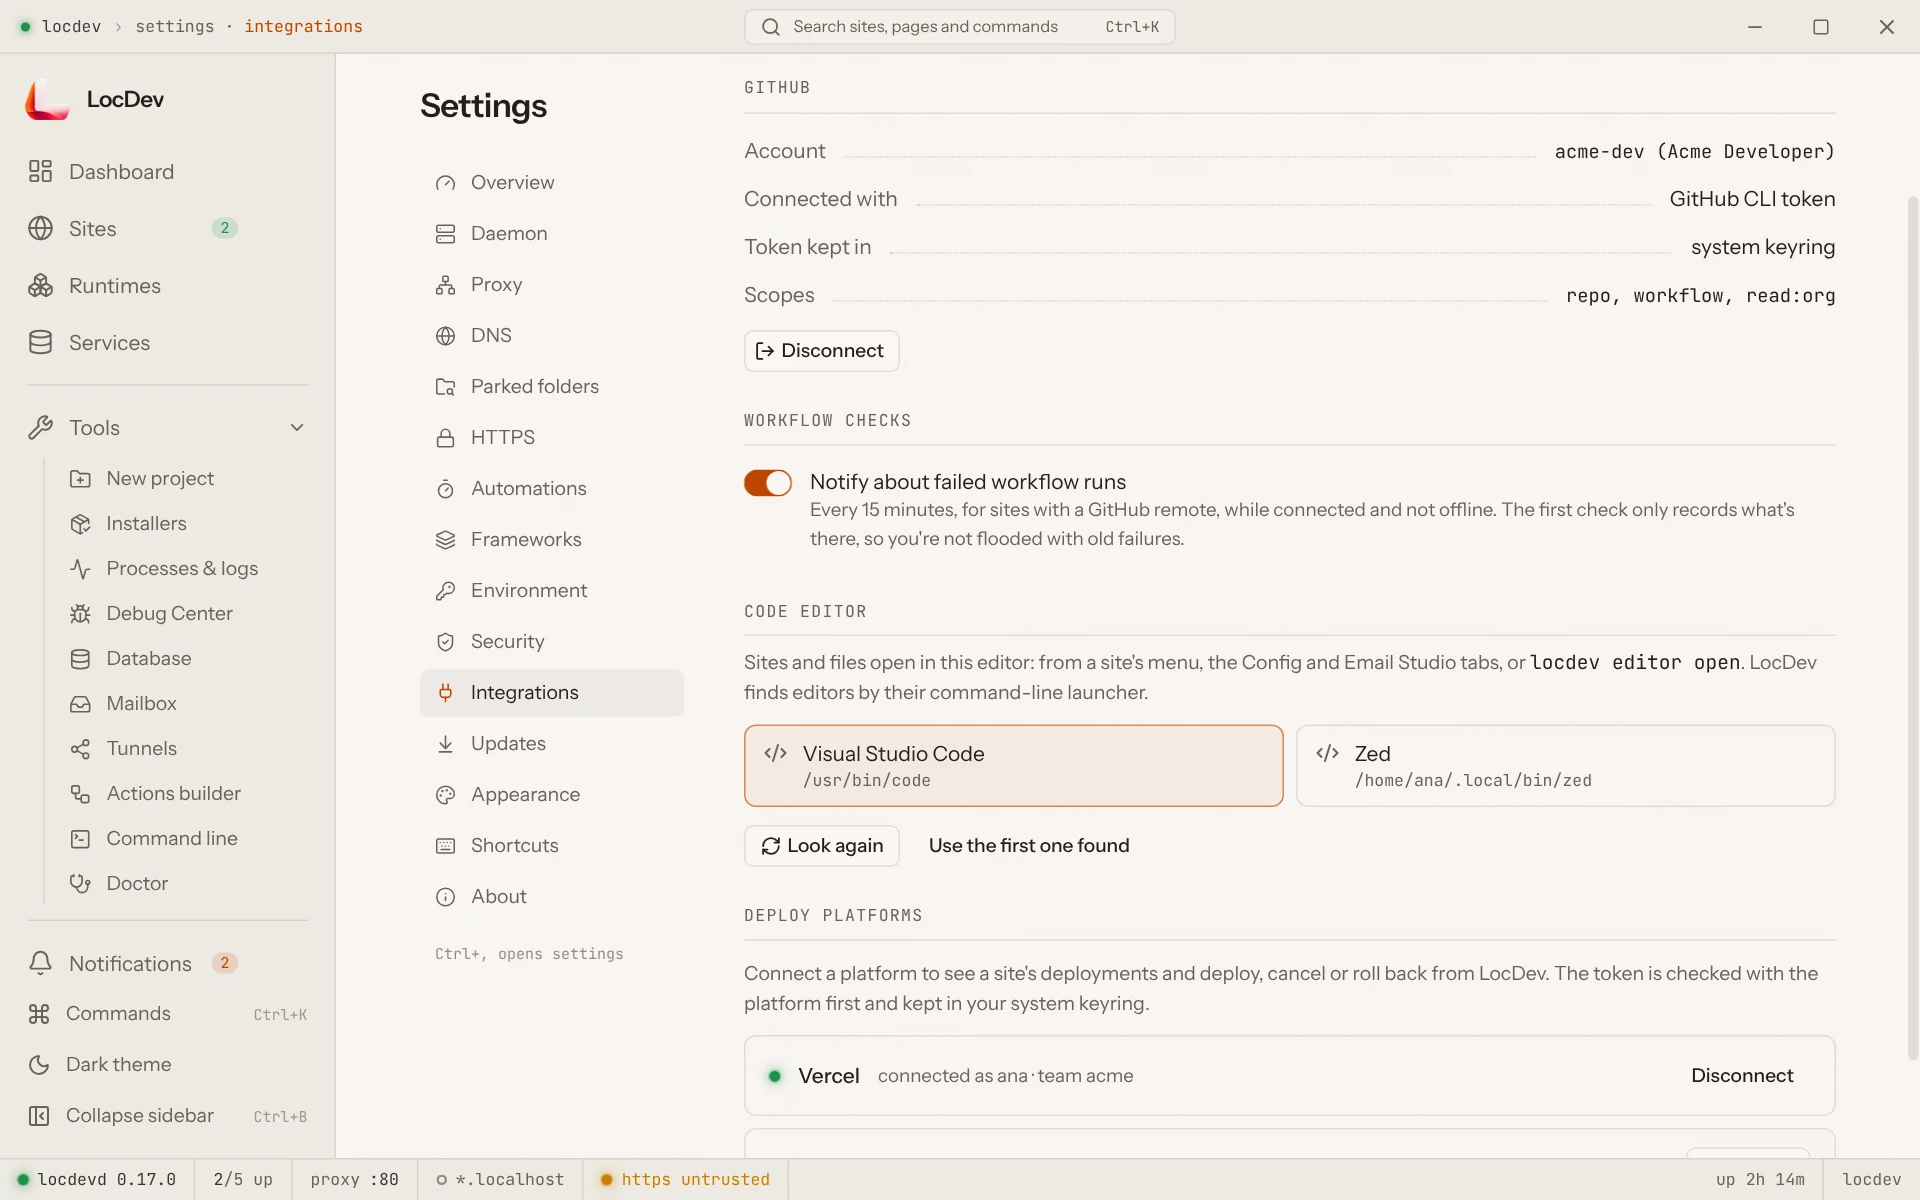 locdev › settings · integrations
Search sites, pages and commands Ctrl+K
LocDev
Dashboard
Sites 2
Runtimes
Services
Tools
New project
Installers
Processes & logs
Debug Center
Database
Mailbox
Tunnels
Actions builder
Command line
Doctor
Notifications 2
Commands Ctrl+K
Dark theme
Collapse sidebar Ctrl+B
Settings
Overview
Daemon
Proxy
DNS
Parked folders
HTTPS
Automations
Frameworks
Environment
Security
Integrations
Updates
Appearance
Shortcuts
About
Ctrl+, opens settings
GITHUB
Account acme-dev (Acme Developer)
Connected with GitHub CLI token
Token kept in system keyring
Scopes repo, workflow, read:org
Disconnect
WORKFLOW CHECKS
Notify about failed workflow runs
Every 15 minutes, for sites with a GitHub remote, while connected and not offline. The first check only records what's
there, so you're not flooded with old failures.
CODE EDITOR
Sites and files open in this editor: from a site's menu, the Config and Email Studio tabs, or locdev editor open. LocDev
finds editors by their command-line launcher.
Visual Studio Code
/usr/bin/code
Zed
/home/ana/.local/bin/zed
Look again Use the first one found
DEPLOY PLATFORMS
Connect a platform to see a site's deployments and deploy, cancel or roll back from LocDev. The token is checked with the
platform first and kept in your system keyring.
Vercel connected as ana · team acme Disconnect
locdevd 0.17.0 2/5 up proxy :80 *.localhost https untrusted up 2h 14m locdev